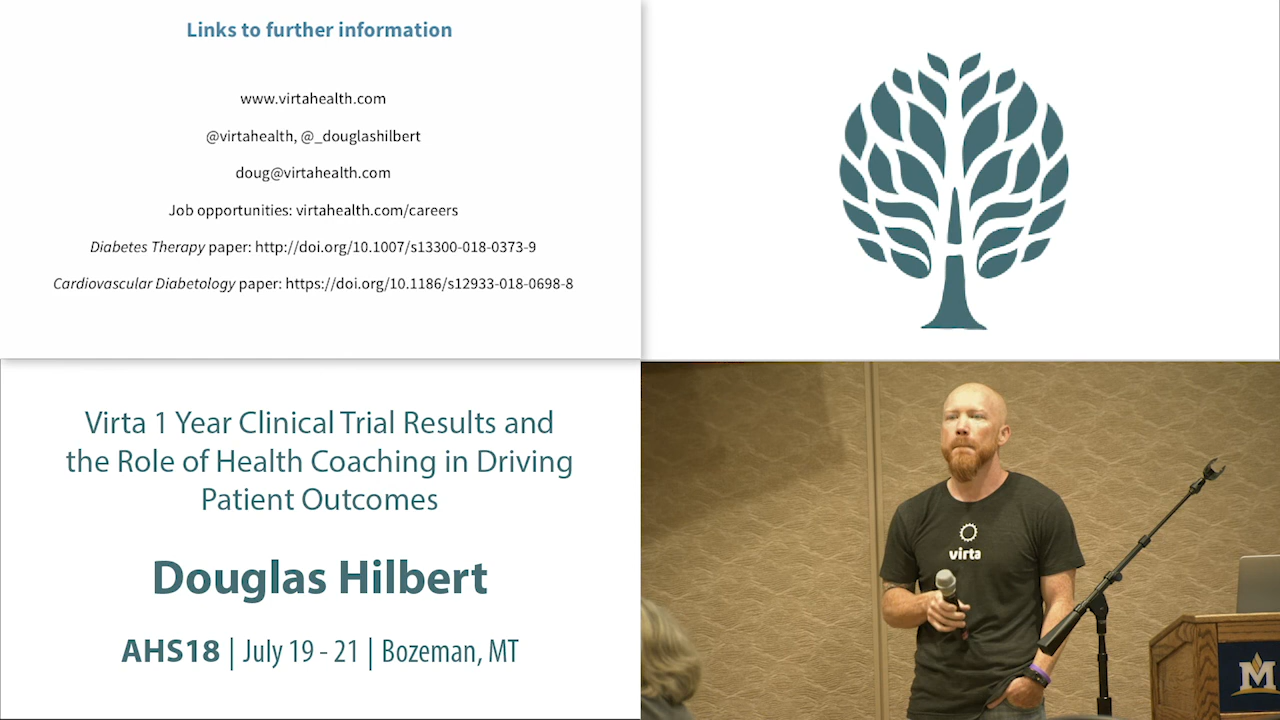 Links to further information
www.virtahealth.com
@virtahealth, @_douglashilbert
doug@virtahealth.com
Job opportunities: virtahealth.com/careers
Diabetes Therapy paper: http://doi.org/10.1007/s13300-018-0373-9
Cardiovascular Diabetology paper: https://doi.org/10.1186/s12933-018-0698-8
Virta 1 Year Clinical Trial Results and
the Role of Health Coaching in Driving
Patient Outcomes
Douglas Hilbert
AHS18 | July 19 - 21 | Bozeman, MT
virta
M